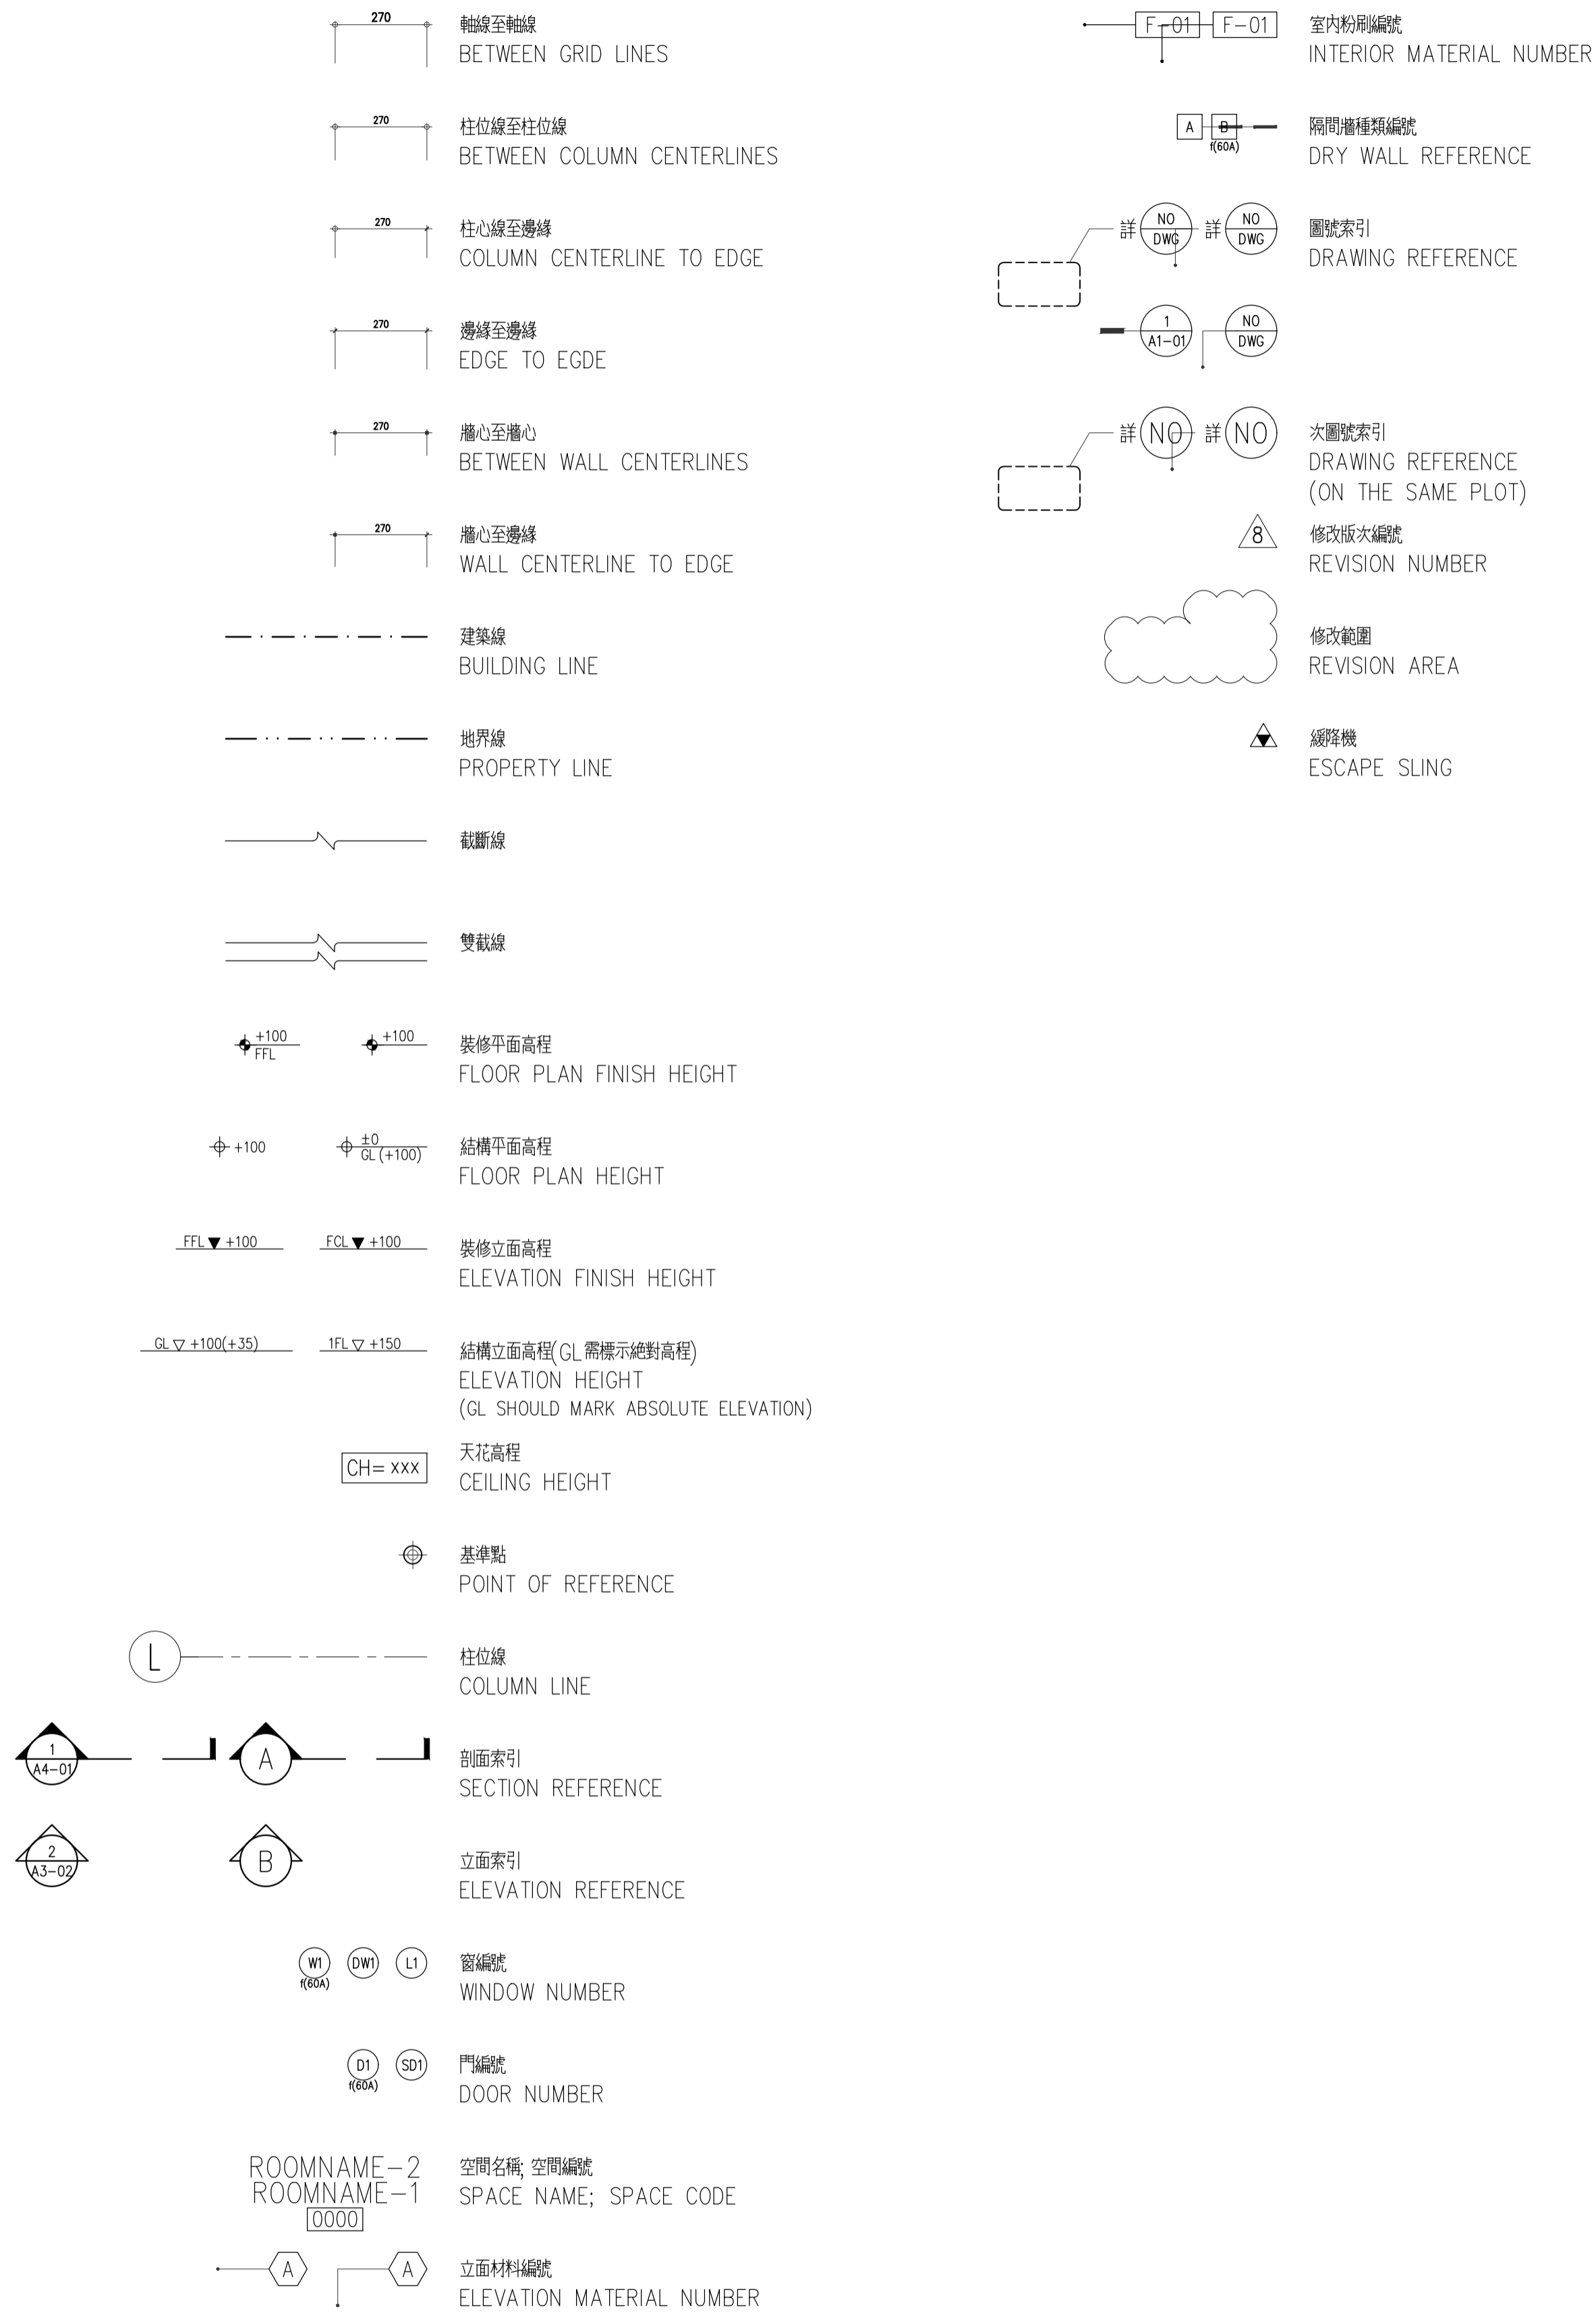 270
軸線至軸線
BETWEEN GRID LINES
270
柱位線至柱位線
BETWEEN COLUMN CENTERLINES
270
柱心線至邊緣
COLUMN CENTERLINE TO EDGE
270
邊緣至邊緣
EDGE TO EGDE
270
牆心至牆心
BETWEEN WALL CENTERLINES
270
牆心至邊緣
WALL CENTERLINE TO EDGE
建築線
BUILDING LINE
地界線
PROPERTY LINE
截斷線
雙截線
+100 +100
FFL
裝修平面高程
FLOOR PLAN FINISH HEIGHT
+100 ±0
GL(+100)
結構平面高程
FLOOR PLAN HEIGHT
FFL +100 FCL +100
裝修立面高程
ELEVATION FINISH HEIGHT
GL +100(+35) 1FL +150
結構立面高程(GL需標示絕對高程)
ELEVATION HEIGHT
(GL SHOULD MARK ABSOLUTE ELEVATION)
CH= XXX
天花高程
CEILING HEIGHT
基準點
POINT OF REFERENCE
L
柱位線
COLUMN LINE
1
A4-01
A
剖面索引
SECTION REFERENCE
2
A3-02
B
立面索引
ELEVATION REFERENCE
W1 DW1 L1
f(60A)
窗編號
WINDOW NUMBER
D1 SD1
f(60A)
門編號
DOOR NUMBER
ROOMNAME-2
ROOMNAME-1
0000
空間名稱; 空間編號
SPACE NAME; SPACE CODE
A A
立面材料編號
ELEVATION MATERIAL NUMBER
F-01 F-01
室內粉刷編號
INTERIOR MATERIAL NUMBER
A B
f(60A)
隔間牆種類編號
DRY WALL REFERENCE
詳 NO 詳 NO
DWG DWG
圖號索引
DRAWING REFERENCE
1 NO
A1-01 DWG
詳 NO 詳 NO
次圖號索引
DRAWING REFERENCE
(ON THE SAME PLOT)
8
修改版次編號
REVISION NUMBER
修改範圍
REVISION AREA
緩降機
ESCAPE SLING